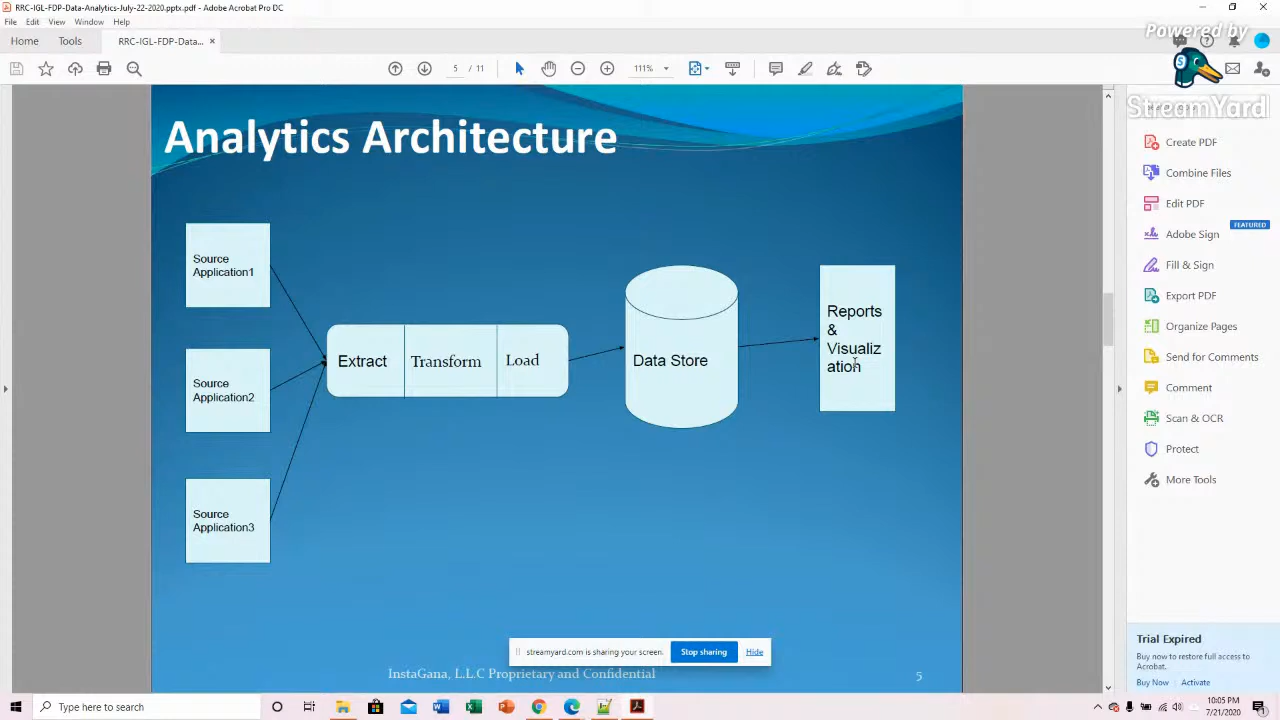 RRC-IGL-FDP-Data-Analytics-July-22-2020.pptx.pdf - Adobe Acrobat Pro DC
File Edit View Window Help
Home Tools RRC-IGL-FDP-Data... ×
5 / 11 111%
Powered by
StreamYard
Analytics Architecture
Source
Application1
Source
Application2
Source
Application3
Extract Transform Load
Data Store
Reports
&
Visualiz
ation
InstaGana, L.L.C Proprietary and Confidential
5
streamyard.com is sharing your screen.
Stop sharing
Hide
Create PDF
Combine Files
Edit PDF
FEATURED
Adobe Sign
Fill & Sign
Export PDF
Organize Pages
Send for Comments
Comment
Scan & OCR
Protect
More Tools
Trial Expired
Buy now to restore full access to
Acrobat.
Buy Now Activate
Type here to search
10:05 PM
7/21/2020